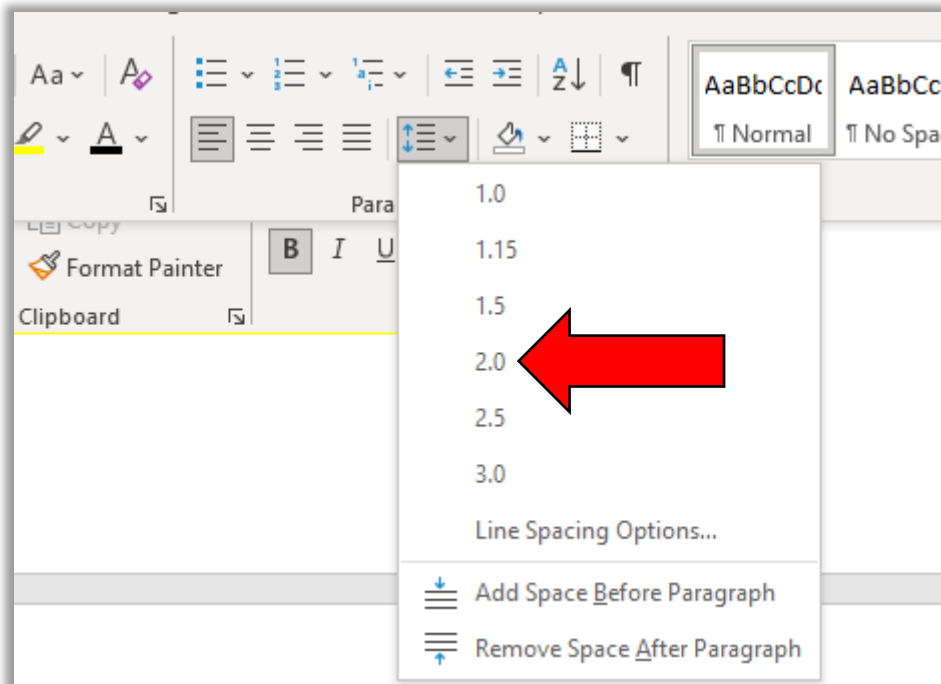 Aa
A
AaBbCcDc AaBbCc
A
¶ Normal ¶ No Spa
Para
Copy
Format Painter
B I U
Clipboard
1.0
1.15
1.5
2.0
2.5
3.0
Line Spacing Options...
Add Space Before Paragraph
Remove Space After Paragraph